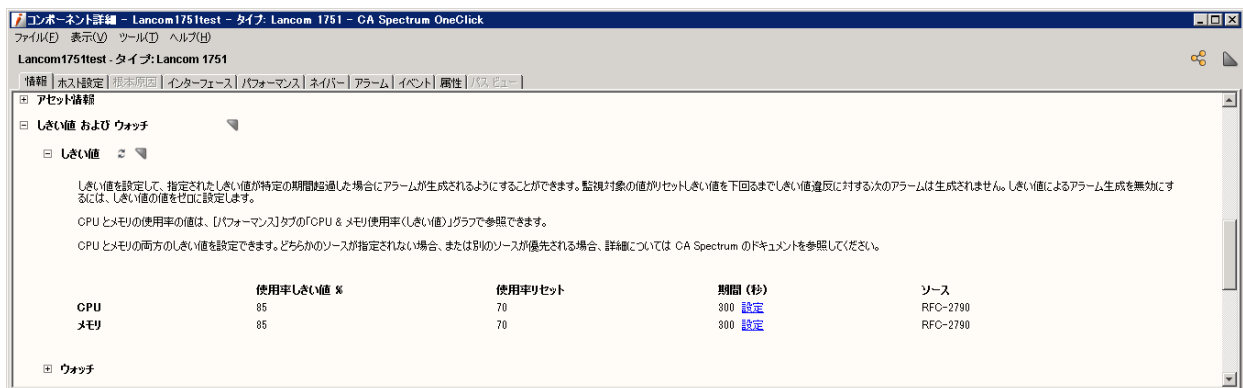 コンポーネント詳細 - Lancom1751test - タイプ: Lancom 1751 - CA Spectrum OneClick
ファイル(F) 表示(V) ツール(T) ヘルプ(H)
Lancom1751test - タイプ: Lancom 1751
情報 ホスト設定 根本原因 インターフェース パフォーマンス ネイバー アラーム イベント 属性 パス ビュー
アセット情報
しきい値 および ウォッチ
しきい値
しきい値を設定して、指定されたしきい値が特定の期間超過した場合にアラームが生成されるようにすることができます。監視対象の値がリセットしきい値を下回るまでしきい値違反に対する次のアラームは生成されません。しきい値によるアラーム生成を無効にす
るには、しきい値の値をゼロに設定します。
CPU とメモリの使用率の値は、[パフォーマンス]タブの「CPU & メモリ使用率(しきい値)」グラフで参照できます。
CPU とメモリの両方のしきい値を設定できます。どちらかのソースが指定されない場合、または別のソースが優先される場合、詳細については CA Spectrum のドキュメントを参照してください。
使用率しきい値 % 使用率リセット 期間 (秒) ソース
CPU 85 70 300 設定 RFC-2790
メモリ 85 70 300 設定 RFC-2790
ウォッチ